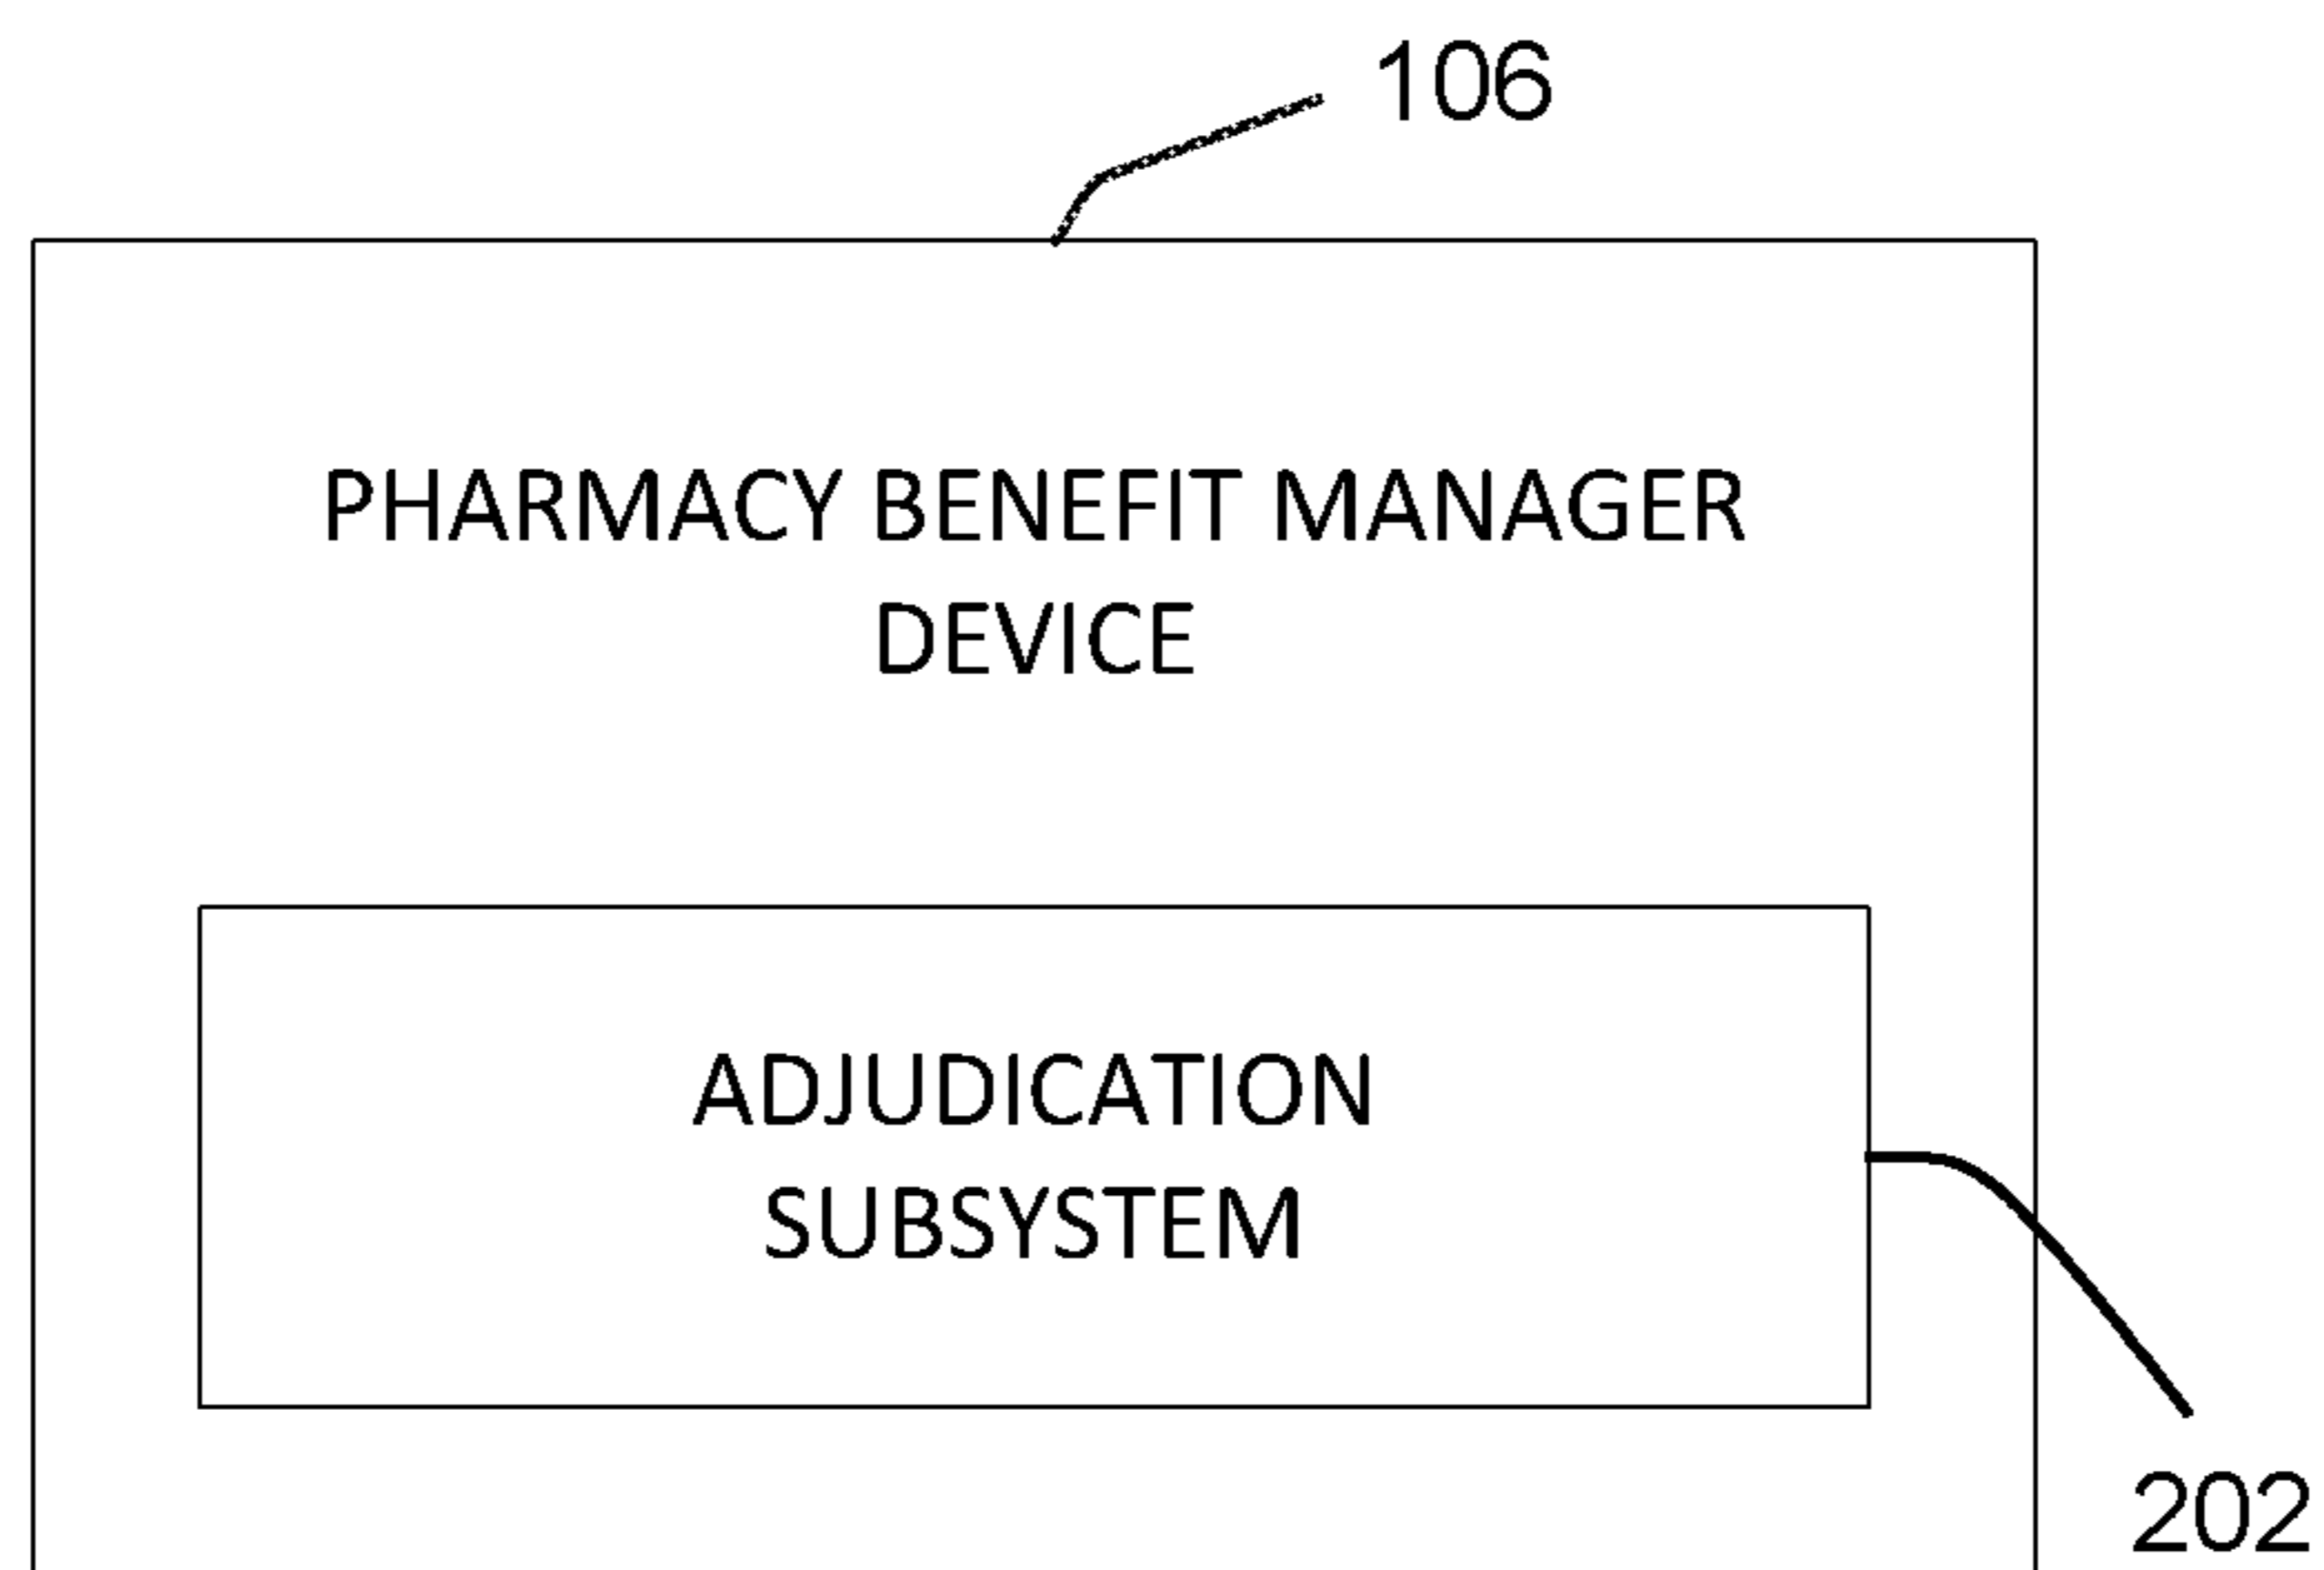 106
PHARMACY BENEFIT MANAGER
DEVICE
ADJUDICATION
SUBSYSTEM
202